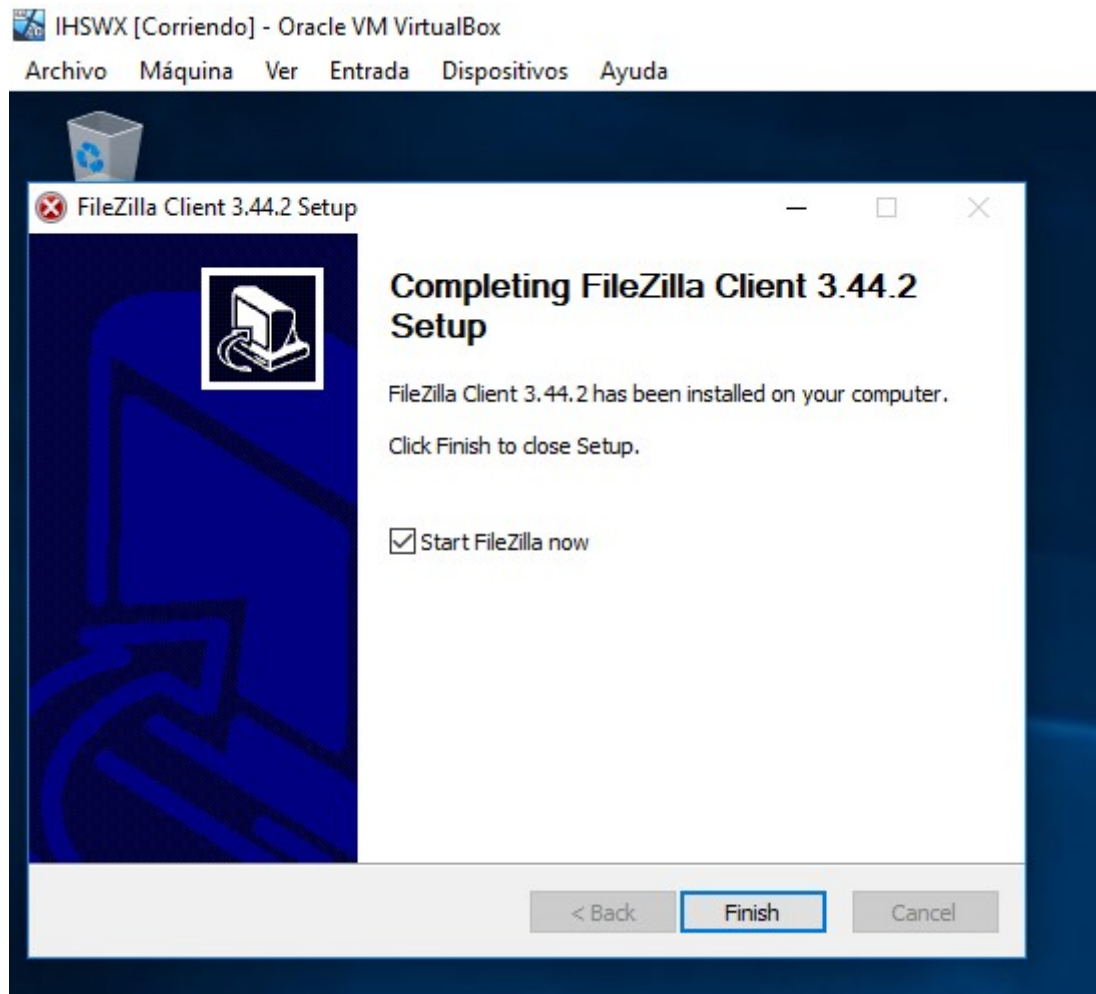 IHSWX [Corriendo] - Oracle VM VirtualBox
Archivo Máquina Ver Entrada Dispositivos Ayuda
FileZilla Client 3.44.2 Setup
Completing FileZilla Client 3.44.2
Setup
FileZilla Client 3.44.2 has been installed on your computer.
Click Finish to close Setup.
Start FileZilla now
< Back Finish Cancel